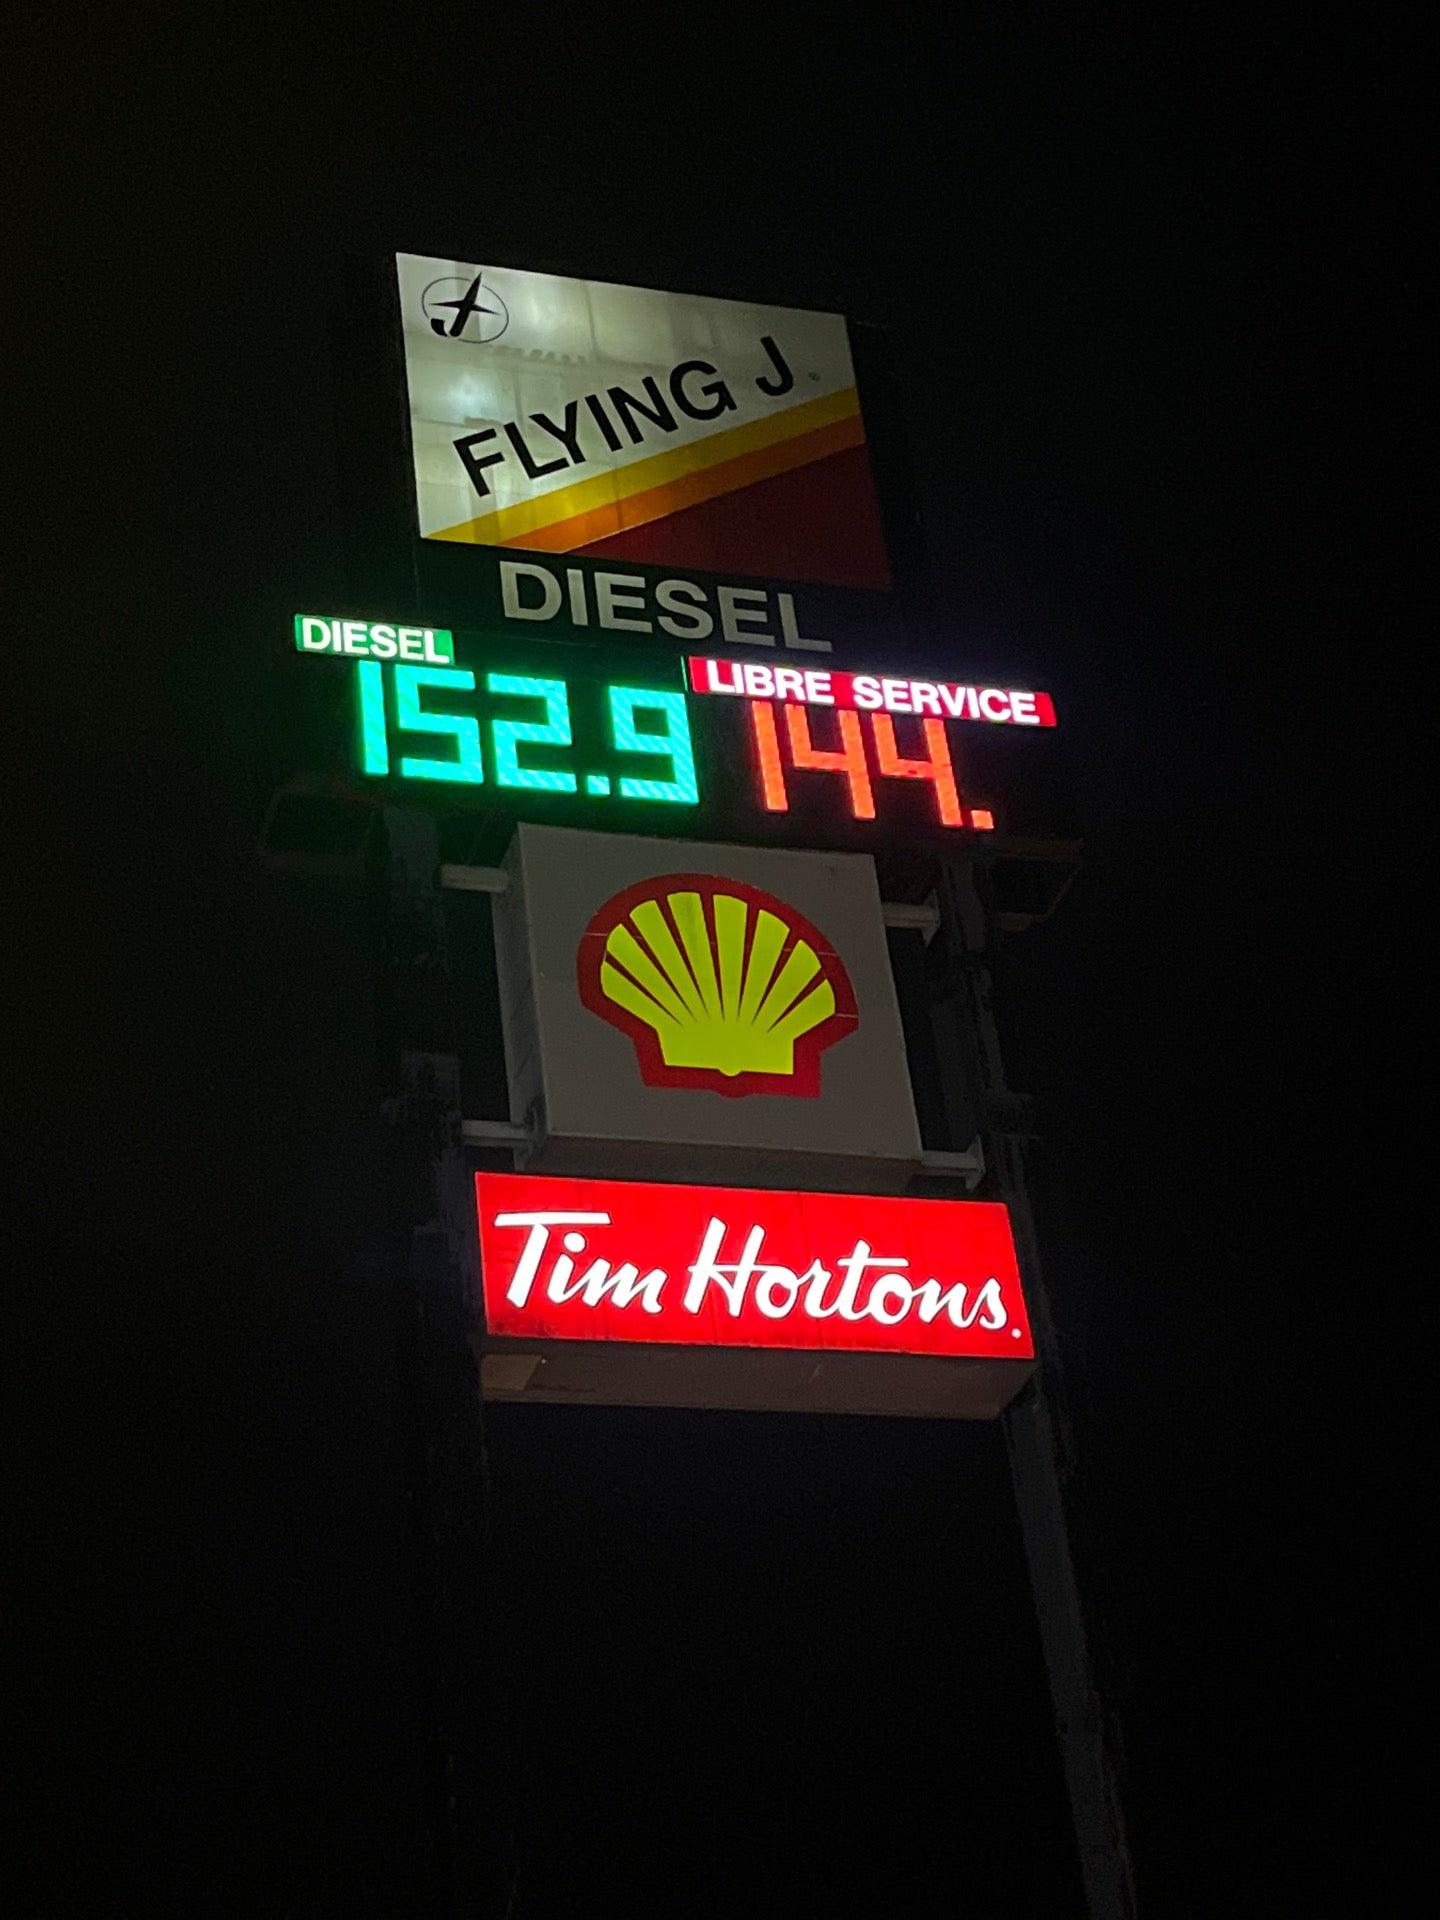 FLYING J
DIESEL
DIESEL
LIBRE SERVICE
152.9
144.
Tim Hortons.